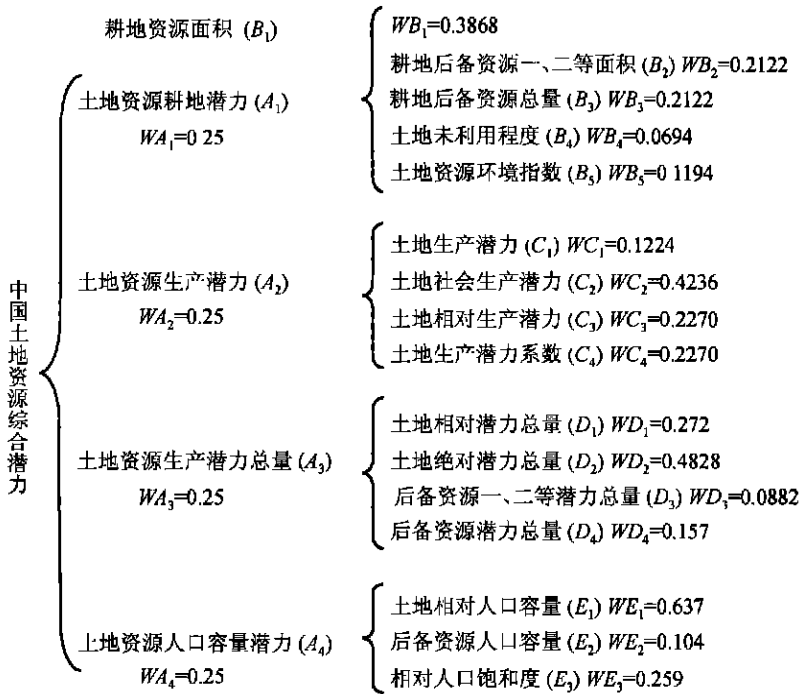 耕地资源面积 (B₁)
WB₁=0.3868
耕地后备资源一、二等面积 (B₂) WB₂=0.2122
土地资源耕地潜力 (A₁)
耕地后备资源总量 (B₃) WB₃=0.2122
WA₁=0 25
土地未利用程度 (B₄) WB₄=0.0694
土地资源环境指数 (B₅) WB₅=0 1194
土地生产潜力 (C₁) WC₁=0.1224
土地资源生产潜力 (A₂)
土地社会生产潜力 (C₂) WC₂=0.4236
WA₂=0.25
土地相对生产潜力 (C₃) WC₃=0.2270
土地生产潜力系数 (C₄) WC₄=0.2270
中国土地资源综合潜力
土地相对潜力总量 (D₁) WD₁=0.272
土地资源生产潜力总量 (A₃)
土地绝对潜力总量 (D₂) WD₂=0.4828
WA₃=0.25
后备资源一、二等潜力总量 (D₃) WD₃=0.0882
后备资源潜力总量 (D₄) WD₄=0.157
土地相对人口容量 (E₁) WE₁=0.637
土地资源人口容量潜力 (A₄)
后备资源人口容量 (E₂) WE₂=0.104
WA₄=0.25
相对人口饱和度 (E₃) WE₃=0.259